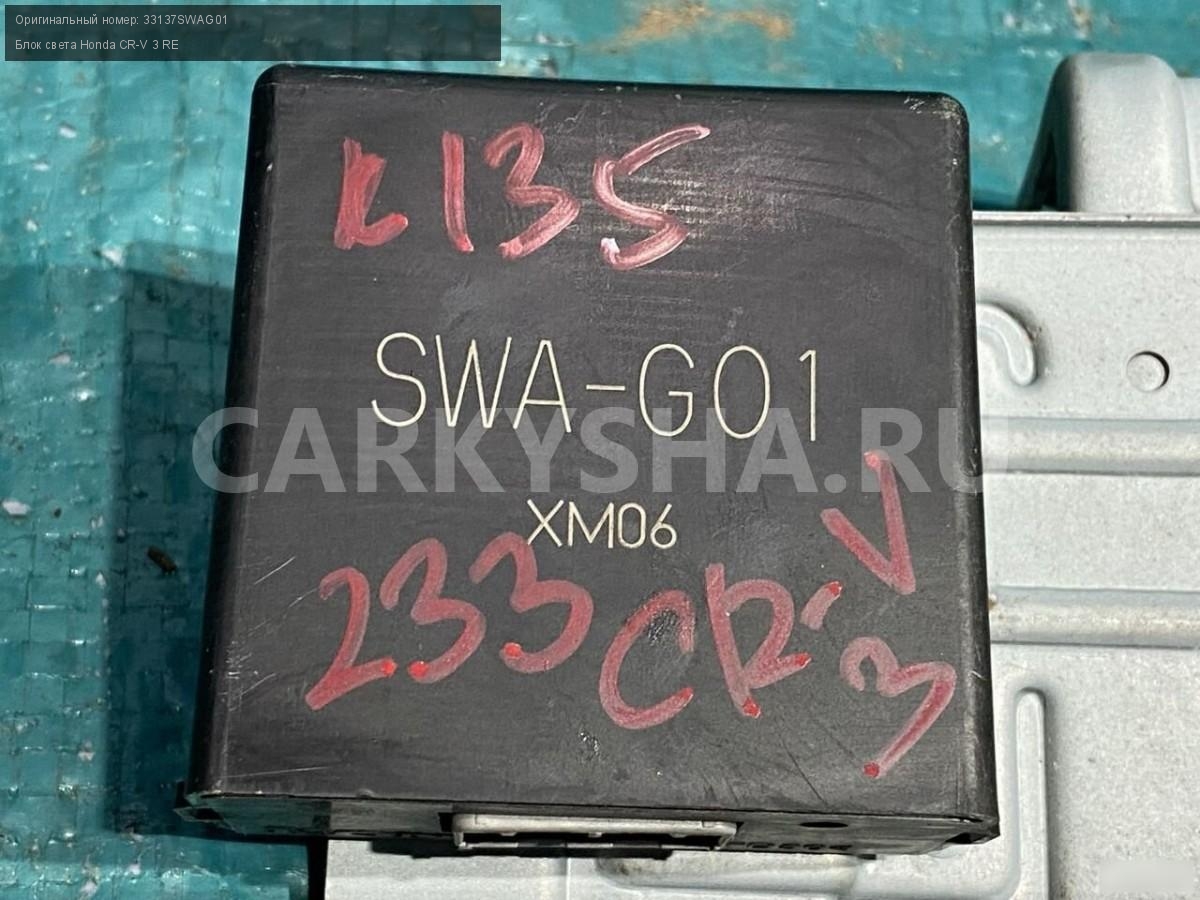 Оригинальный номер: 33137SWAG01
Блок света Honda CR-V 3 RE
L135
SWA-G01
CARKYSHA.RU
XM06
233 CR-V
3